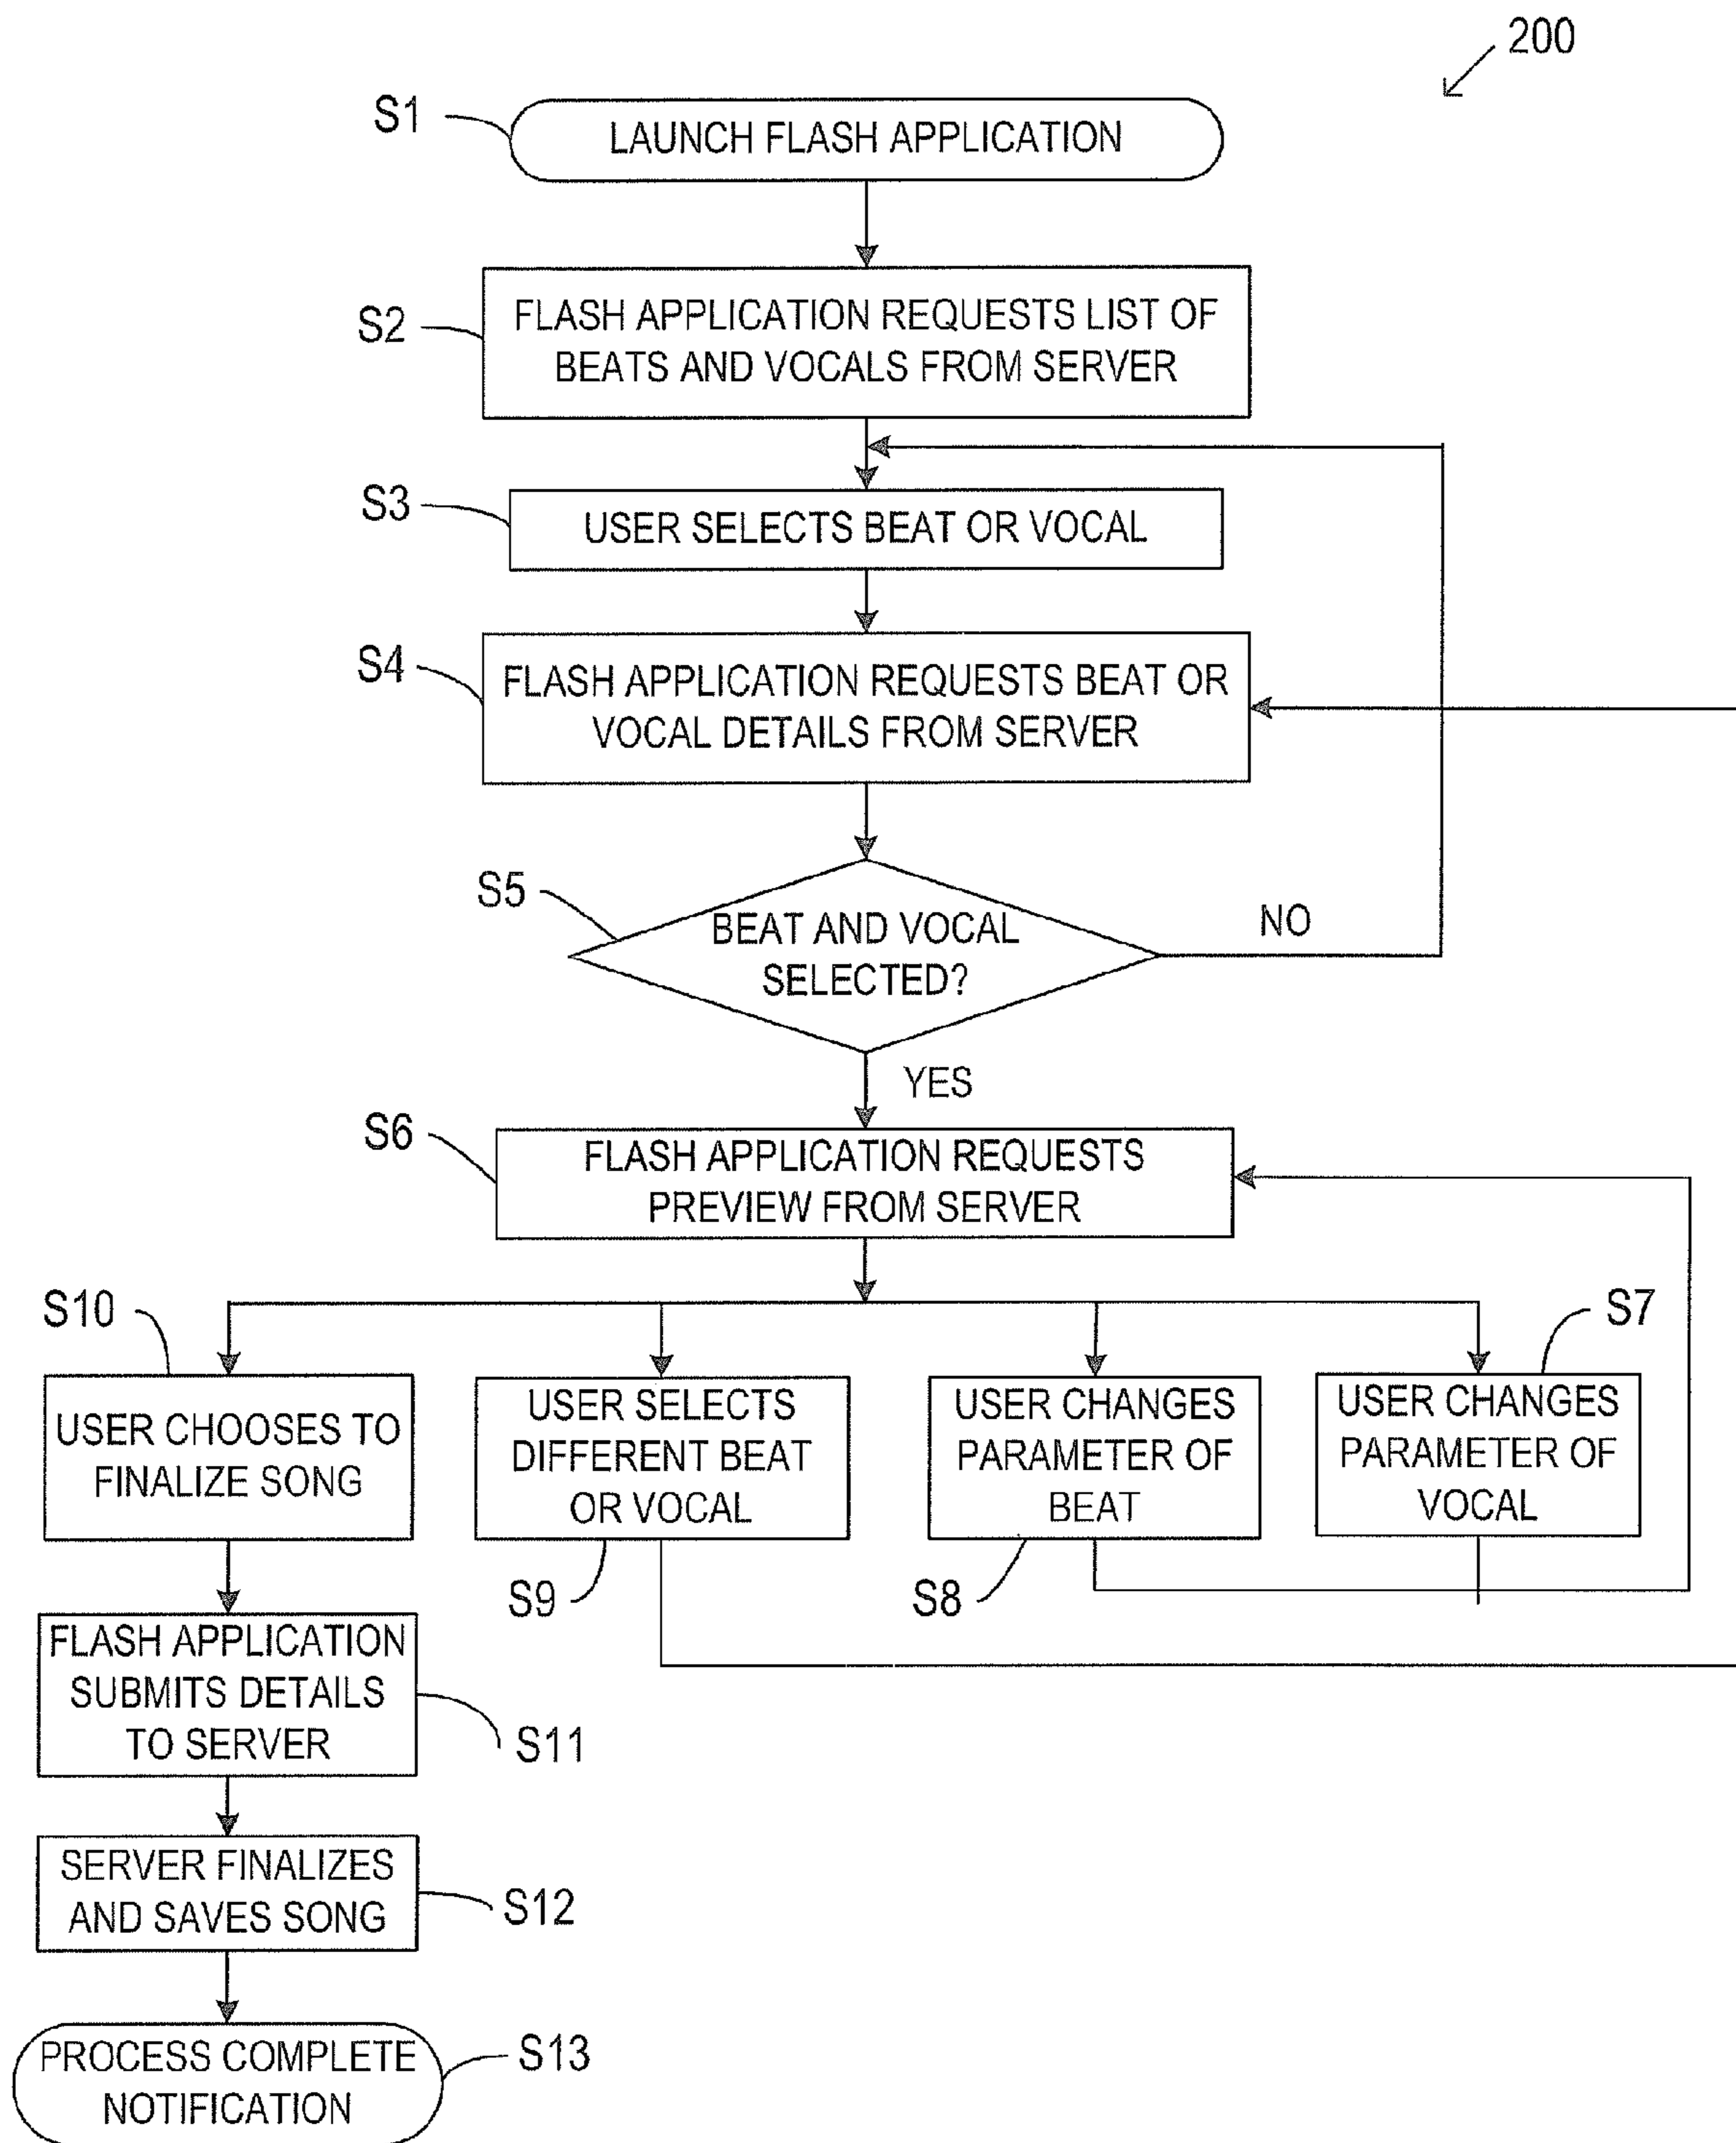 200
S1
LAUNCH FLASH APPLICATION
S2
FLASH APPLICATION REQUESTS LIST OF
BEATS AND VOCALS FROM SERVER
S3
USER SELECTS BEAT OR VOCAL
S4
FLASH APPLICATION REQUESTS BEAT OR
VOCAL DETAILS FROM SERVER
S5
BEAT AND VOCAL
SELECTED?
NO
YES
S6
FLASH APPLICATION REQUESTS
PREVIEW FROM SERVER
S10
USER CHOOSES TO
FINALIZE SONG
USER SELECTS
DIFFERENT BEAT
OR VOCAL
S9
USER CHANGES
PARAMETER OF
BEAT
S8
S7
USER CHANGES
PARAMETER OF
VOCAL
FLASH APPLICATION
SUBMITS DETAILS
TO SERVER
S11
SERVER FINALIZES
AND SAVES SONG
S12
PROCESS COMPLETE
NOTIFICATION
S13